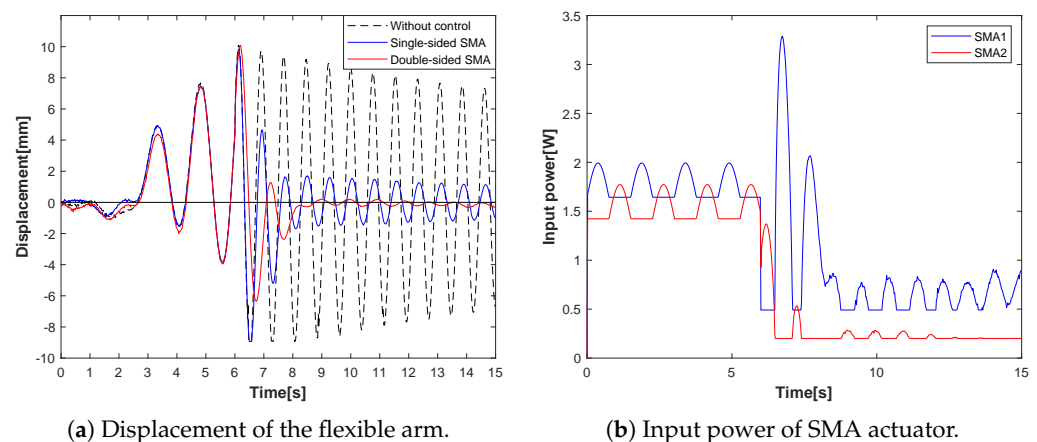 Without control
Single-sided SMA
Double-sided SMA
10
8
6
4
2
0
-2
-4
-6
-8
-10
Displacement[mm]
0 1 2 3 4 5 6 7 8 9 10 11 12 13 14 15
Time[s]
(a) Displacement of the flexible arm.
SMA1
SMA2
3.5
3
2.5
2
1.5
1
0.5
0
Input power[W]
0 5 10 15
Time[s]
(b) Input power of SMA actuator.